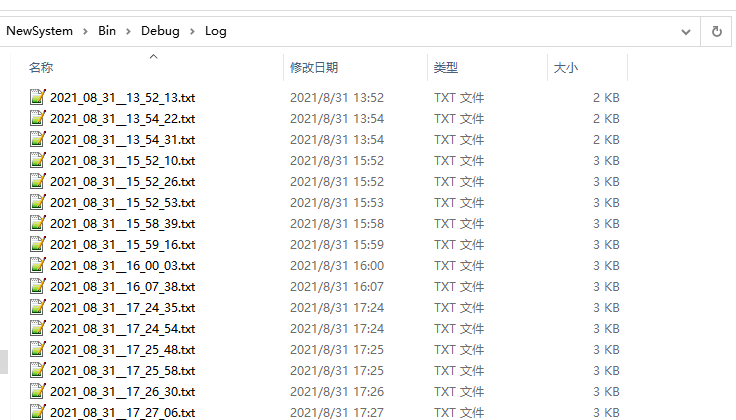 NewSystem > Bin > Debug > Log
名称 修改日期 类型 大小
2021_08_31__13_52_13.txt 2021/8/31 13:52 TXT 文件 2 KB
2021_08_31__13_54_22.txt 2021/8/31 13:54 TXT 文件 2 KB
2021_08_31__13_54_31.txt 2021/8/31 13:54 TXT 文件 2 KB
2021_08_31__15_52_10.txt 2021/8/31 15:52 TXT 文件 3 KB
2021_08_31__15_52_26.txt 2021/8/31 15:52 TXT 文件 3 KB
2021_08_31__15_52_53.txt 2021/8/31 15:53 TXT 文件 3 KB
2021_08_31__15_58_39.txt 2021/8/31 15:58 TXT 文件 3 KB
2021_08_31__15_59_16.txt 2021/8/31 15:59 TXT 文件 3 KB
2021_08_31__16_00_03.txt 2021/8/31 16:00 TXT 文件 3 KB
2021_08_31__16_07_38.txt 2021/8/31 16:07 TXT 文件 3 KB
2021_08_31__17_24_35.txt 2021/8/31 17:24 TXT 文件 3 KB
2021_08_31__17_24_54.txt 2021/8/31 17:24 TXT 文件 3 KB
2021_08_31__17_25_48.txt 2021/8/31 17:25 TXT 文件 3 KB
2021_08_31__17_25_58.txt 2021/8/31 17:25 TXT 文件 3 KB
2021_08_31__17_26_30.txt 2021/8/31 17:26 TXT 文件 3 KB
2021_08_31__17_27_06.txt 2021/8/31 17:27 TXT 文件 3 KB